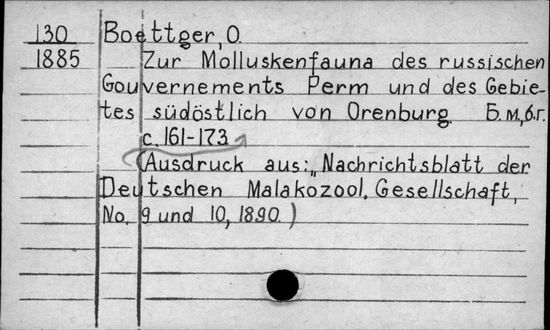 130 Boettger, O.
1885 Zur Molluskenfauna des russischen
Gouvernements Perm und des Gebie-
tes südöstlich von Orenburg. Б.м., б.г.
с. 161-173
(Ausdruck aus: „Nachrichtsblatt der
Deutschen Malakozool. Gesellschaft,
No. 9 und 10, 1890.)